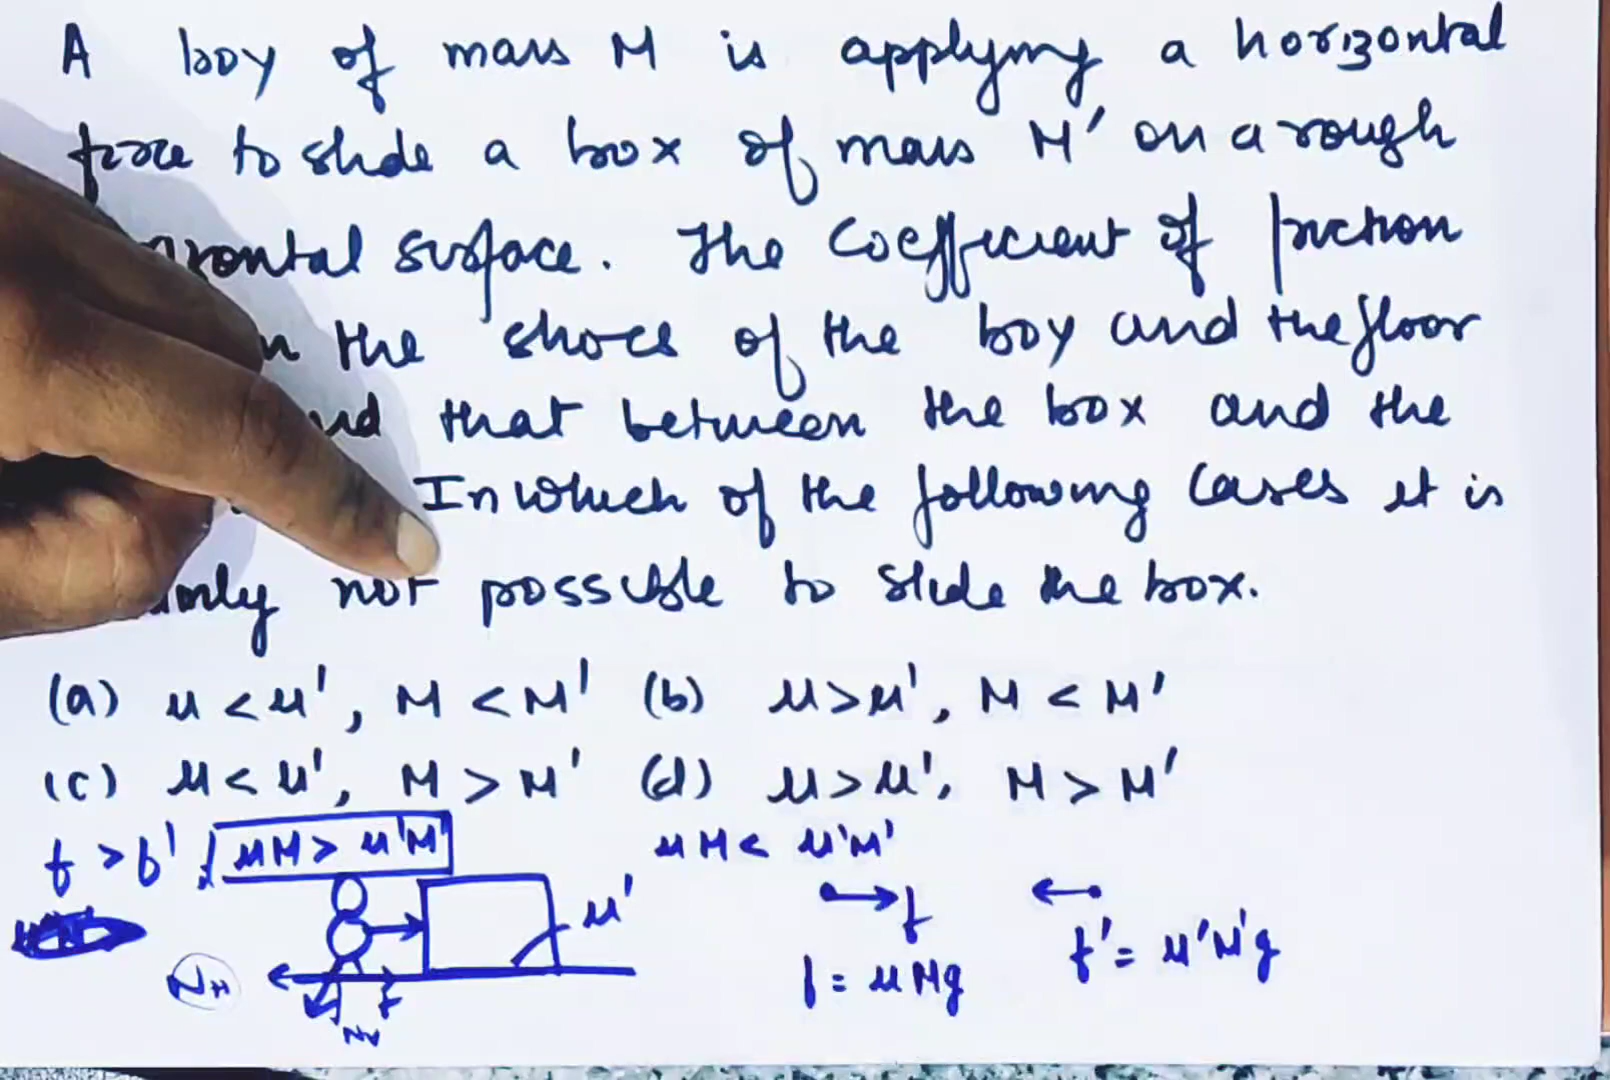 A boy of mass M is applying a horizontal
force to slide a box of mass M' on a rough
surface. The coefficient of friction
the shoes of the boy and the floor
that between the box and the
In which of the following cases it is
not possible to slide the box.
(a) μ < μ', M < M' (b) μ > μ', M < M'
(c) μ < μ', M > M' (d) μ > μ', M > M'
f > f' μM > μ'M' μM < μ'M'
μ' f
f' = μ'M'g
f = μMg
N_H f
N_V